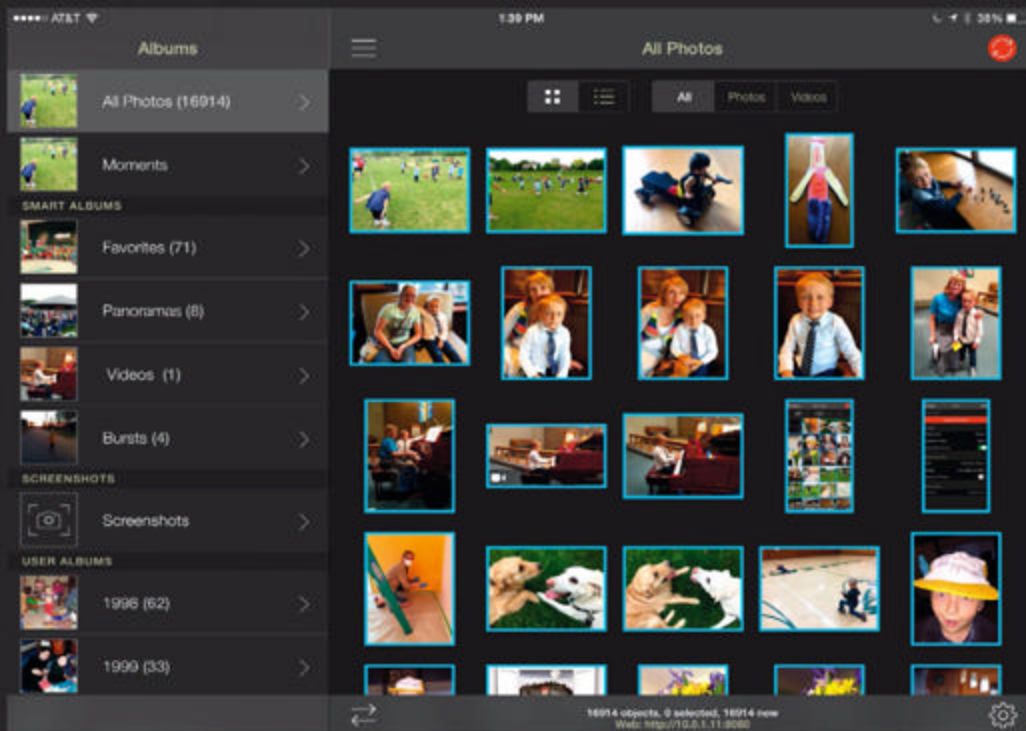 AT&T
1:39 PM
38%
Albums
All Photos
All Photos (16914)
Moments
SMART ALBUMS
Favorites (71)
Panoramas (8)
Videos (1)
Bursts (4)
SCREENSHOTS
Screenshots
USER ALBUMS
1998 (62)
1999 (33)
All
Photos
Videos
16914 objects, 0 selected, 16914 new
Web: http://10.0.1.11:8080